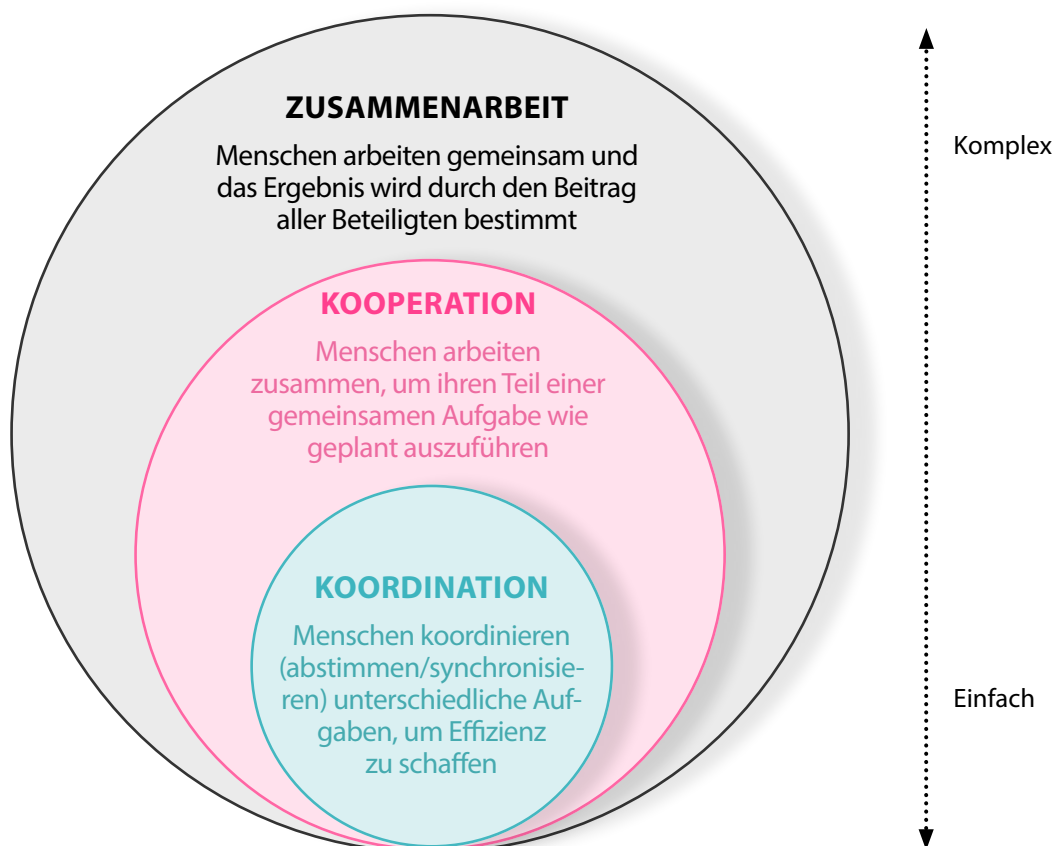 ZUSAMMENARBEIT
Menschen arbeiten gemeinsam und
das Ergebnis wird durch den Beitrag
aller Beteiligten bestimmt
Komplex
KOOPERATION
Menschen arbeiten
zusammen, um ihren Teil einer
gemeinsamen Aufgabe wie
geplant auszuführen
KOORDINATION
Menschen koordinieren
(abstimmen/synchronisie-
ren) unterschiedliche Auf-
gaben, um Effizienz
zu schaffen
Einfach